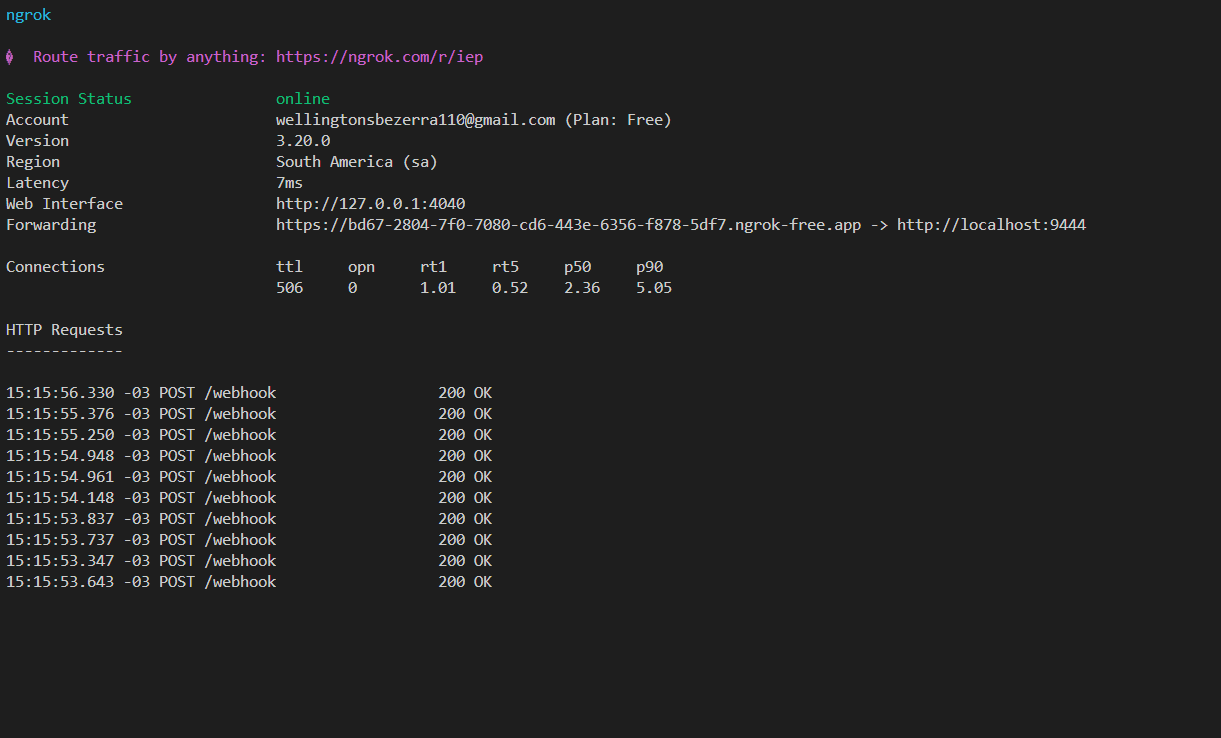 ngrok
Route traffic by anything: https://ngrok.com/r/iep
Session Status online
Account wellingtonsbezerra110@gmail.com (Plan: Free)
Version 3.20.0
Region South America (sa)
Latency 7ms
Web Interface http://127.0.0.1:4040
Forwarding https://bd67-2804-7f0-7080-cd6-443e-6356-f878-5df7.ngrok-free.app -> http://localhost:9444
Connections ttl opn rt1 rt5 p50 p90
506 0 1.01 0.52 2.36 5.05
HTTP Requests
-------------
15:15:56.330 -03 POST /webhook 200 OK
15:15:55.376 -03 POST /webhook 200 OK
15:15:55.250 -03 POST /webhook 200 OK
15:15:54.948 -03 POST /webhook 200 OK
15:15:54.961 -03 POST /webhook 200 OK
15:15:54.148 -03 POST /webhook 200 OK
15:15:53.837 -03 POST /webhook 200 OK
15:15:53.737 -03 POST /webhook 200 OK
15:15:53.347 -03 POST /webhook 200 OK
15:15:53.643 -03 POST /webhook 200 OK